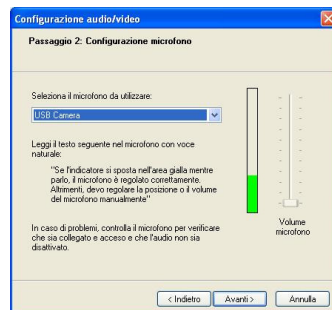 Configurazione audio/video
Passaggio 2: Configurazione microfono
Seleziona il microfono da utilizzare:
USB Camera
Leggi il testo seguente nel microfono con voce
naturale:
"Se l'indicatore si sposta nell'area gialla mentre
parlo, il microfono è regolato correttamente.
Altrimenti, devo regolare la posizione o il volume
del microfono manualmente"
Volume
microfono
In caso di problemi, controlla il microfono per verificare
che sia collegato e acceso e che l'audio non sia
disattivato.
< Indietro
Avanti >
Annulla